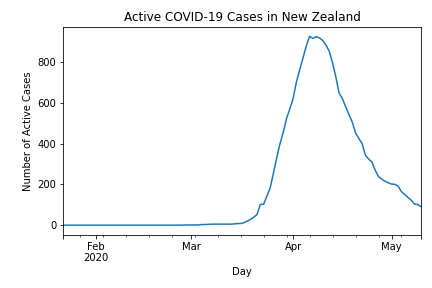 Active COVID-19 Cases in New Zealand
Number of Active Cases
800
600
400
200
0
Feb
2020
Mar
Apr
May
Day